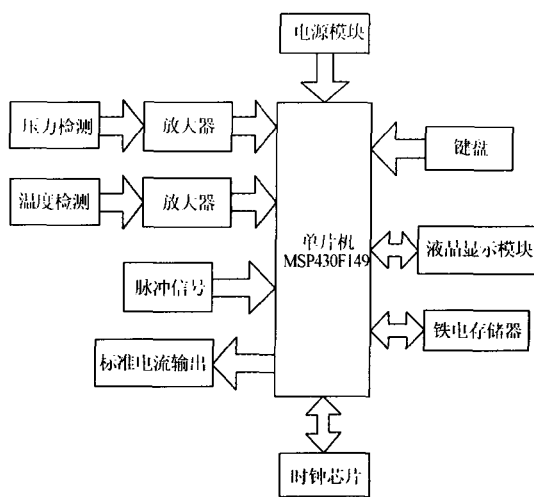 电源模块
压力检测
放大器
键盘
温度检测
放大器
单片机
MSP430F149
液晶显示模块
脉冲信号
铁电存储器
标准电流输出
时钟芯片